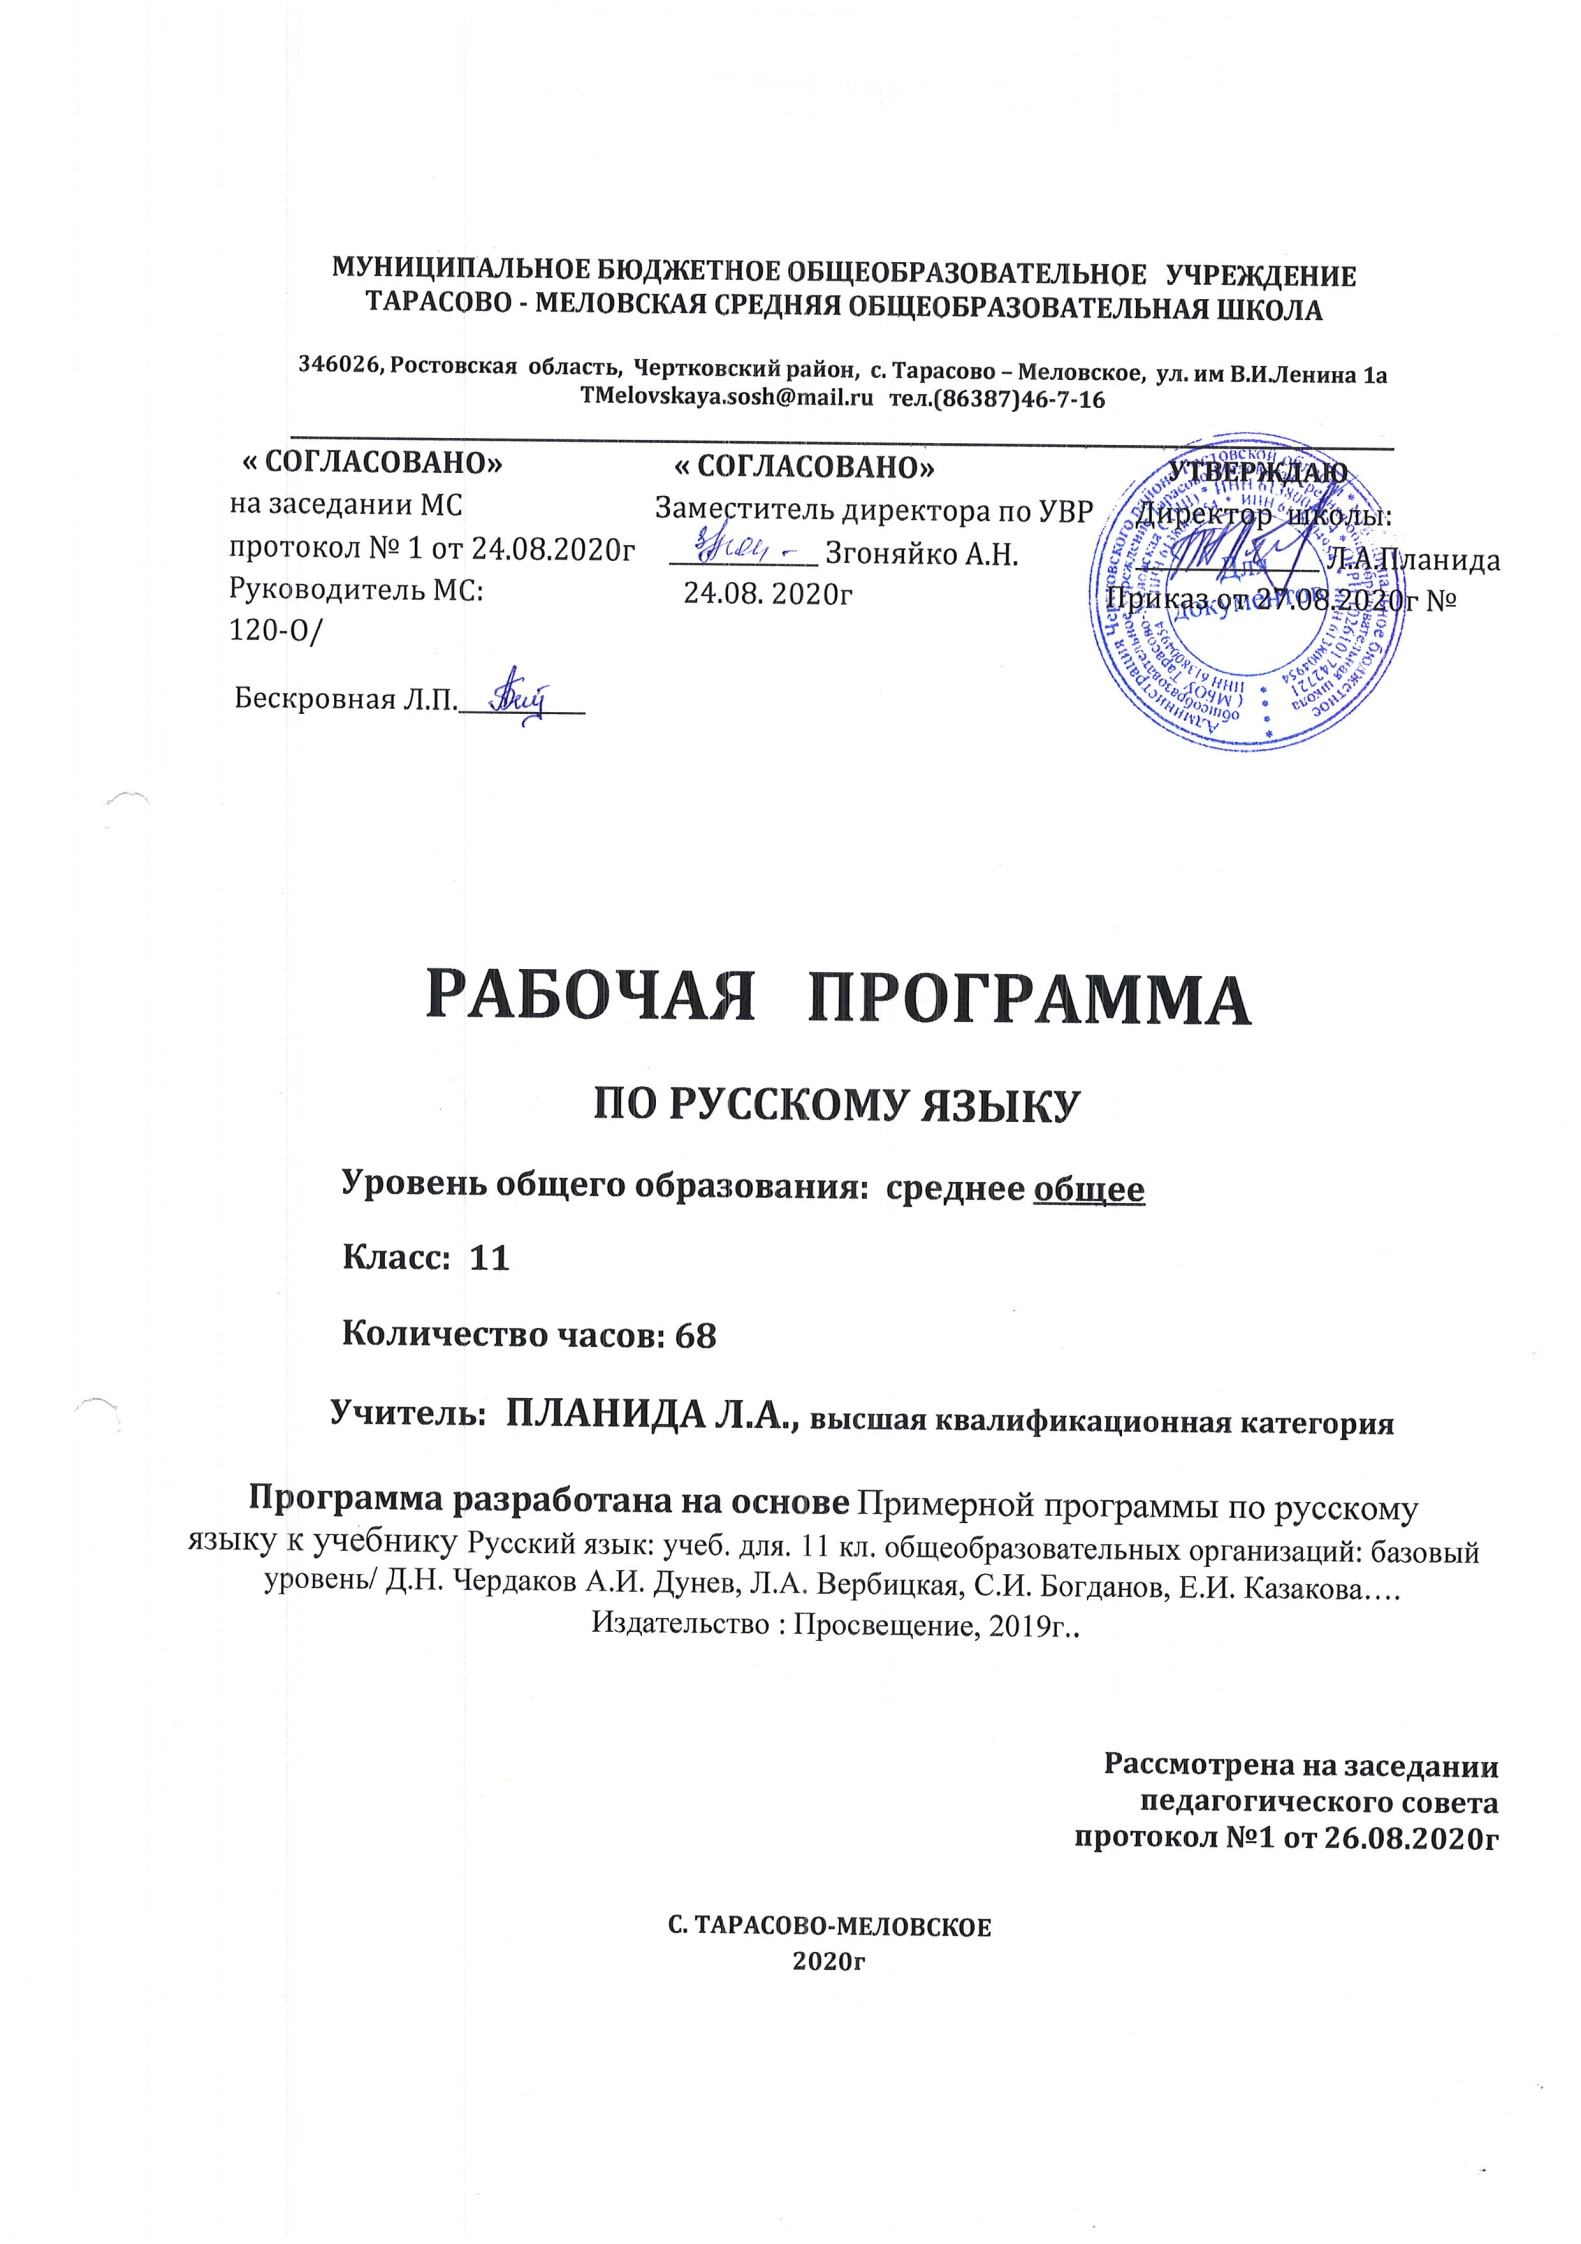 МУНИЦИПАЛЬНОЕ БЮДЖЕТНОЕ ОБЩЕОБРАЗОВАТЕЛЬНОЕ УЧРЕЖДЕНИЕ
ТАРАСОВО - МЕЛОВСКАЯ СРЕДНЯЯ ОБЩЕОБРАЗОВАТЕЛЬНАЯ ШКОЛА
346026, Ростовская область, Чертковский район, с. Тарасово – Меловское, ул. им В.И.Ленина 1а
TMelovskaya.sosh@mail.ru тел.(86387)46-7-16
« СОГЛАСОВАНО»
на заседании МС
протокол № 1 от 24.08.2020г
Руководитель МС:
120-О/
Бескровная Л.П.
« СОГЛАСОВАНО»
Заместитель директора по УВР
Згоняйко А.Н.
24.08. 2020г
УТВЕРЖДАЮ
Директор школы:
Л.А.Планида
Приказ от 27.08.2020г №
Для
документов
РАБОЧАЯ ПРОГРАММА
ПО РУССКОМУ ЯЗЫКУ
Уровень общего образования: среднее общее
Класс: 11
Количество часов: 68
Учитель: ПЛАНИДА Л.А., высшая квалификационная категория
Программа разработана на основе Примерной программы по русскому
языку к учебнику Русский язык: учеб. для. 11 кл. общеобразовательных организаций: базовый
уровень/ Д.Н. Чердаков А.И. Дунев, Л.А. Вербицкая, С.И. Богданов, Е.И. Казакова….
Издательство : Просвещение, 2019г..
Рассмотрена на заседании
педагогического совета
протокол №1 от 26.08.2020г
С. ТАРАСОВО-МЕЛОВСКОЕ
2020г